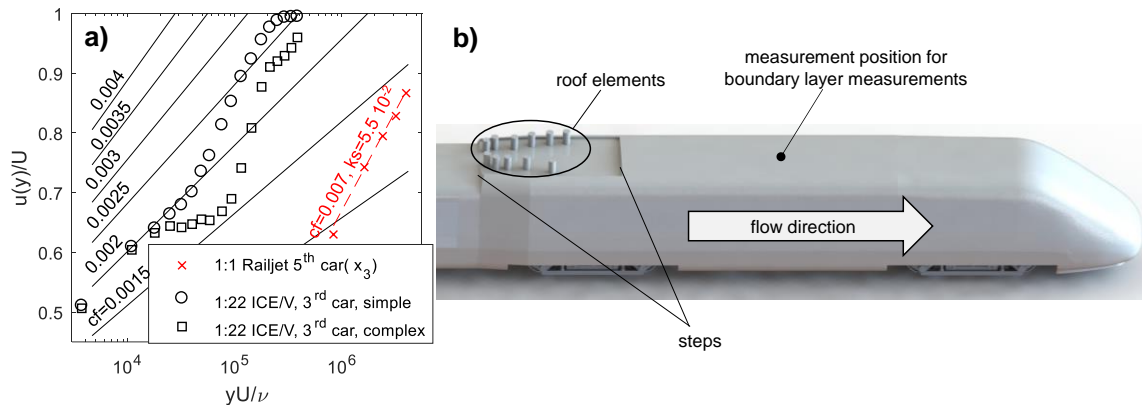 a)
u(y)/U
1
0.9
0.8
0.7
0.6
0.5
0.004
0.0035
0.003
0.0025
0.002
cf=0.0015
cf=0.007, ks=5.5 10⁻²
1:1 Railjet 5ᵗʰ car( x₃)
1:22 ICE/V, 3ʳᵈ car, simple
1:22 ICE/V, 3ʳᵈ car, complex
10⁴ 10⁵ 10⁶
yU/ν
b)
roof elements
measurement position for
boundary layer measurements
flow direction
steps